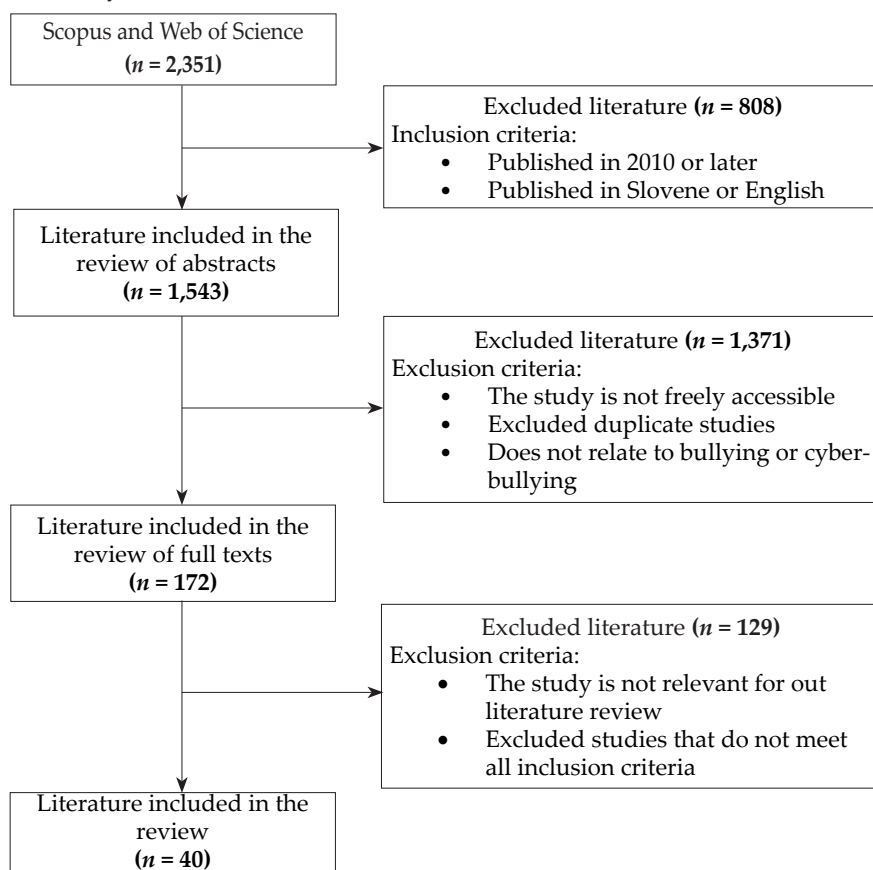 Scopus and Web of Science
(n = 2,351)
Excluded literature (n = 808)
Inclusion criteria:
• Published in 2010 or later
• Published in Slovene or English
Literature included in the
review of abstracts
(n = 1,543)
Excluded literature (n = 1,371)
Exclusion criteria:
• The study is not freely accessible
• Excluded duplicate studies
• Does not relate to bullying or cyber-
bullying
Literature included in the
review of full texts
(n = 172)
Excluded literature (n = 129)
Exclusion criteria:
• The study is not relevant for out
literature review
• Excluded studies that do not meet
all inclusion criteria
Literature included in the
review
(n = 40)